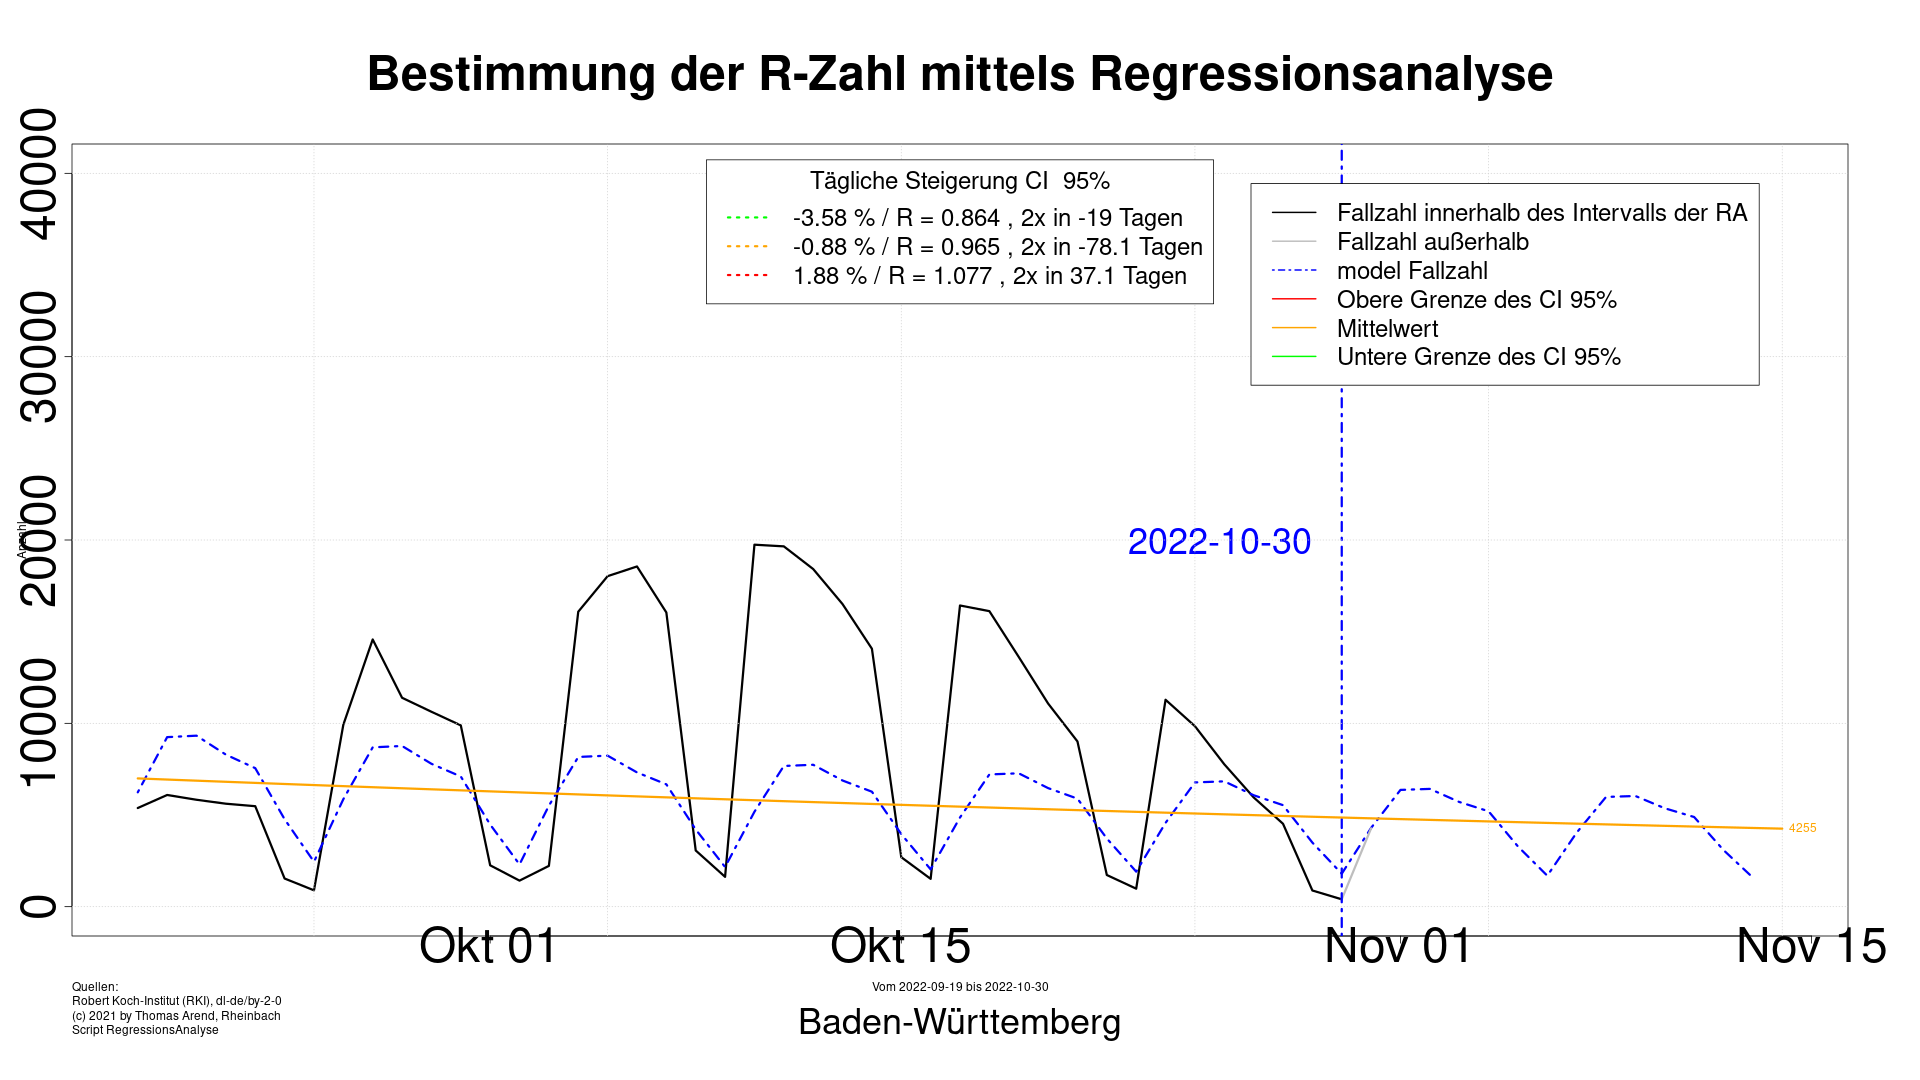 Bestimmung der R-Zahl mittels Regressionsanalyse
40000
30000
20000
10000
0
Anzahl
Tägliche Steigerung CI 95%
-3.58 % / R = 0.864 , 2x in -19 Tagen
-0.88 % / R = 0.965 , 2x in -78.1 Tagen
1.88 % / R = 1.077 , 2x in 37.1 Tagen
Fallzahl innerhalb des Intervalls der RA
Fallzahl außerhalb
model Fallzahl
Obere Grenze des CI 95%
Mittelwert
Untere Grenze des CI 95%
2022-10-30
4255
Okt 01
Okt 15
Nov 01
Nov 15
Quellen:
Robert Koch-Institut (RKI), dl-de/by-2-0
(c) 2021 by Thomas Arend, Rheinbach
Script RegressionsAnalyse
Vom 2022-09-19 bis 2022-10-30
Baden-Württemberg